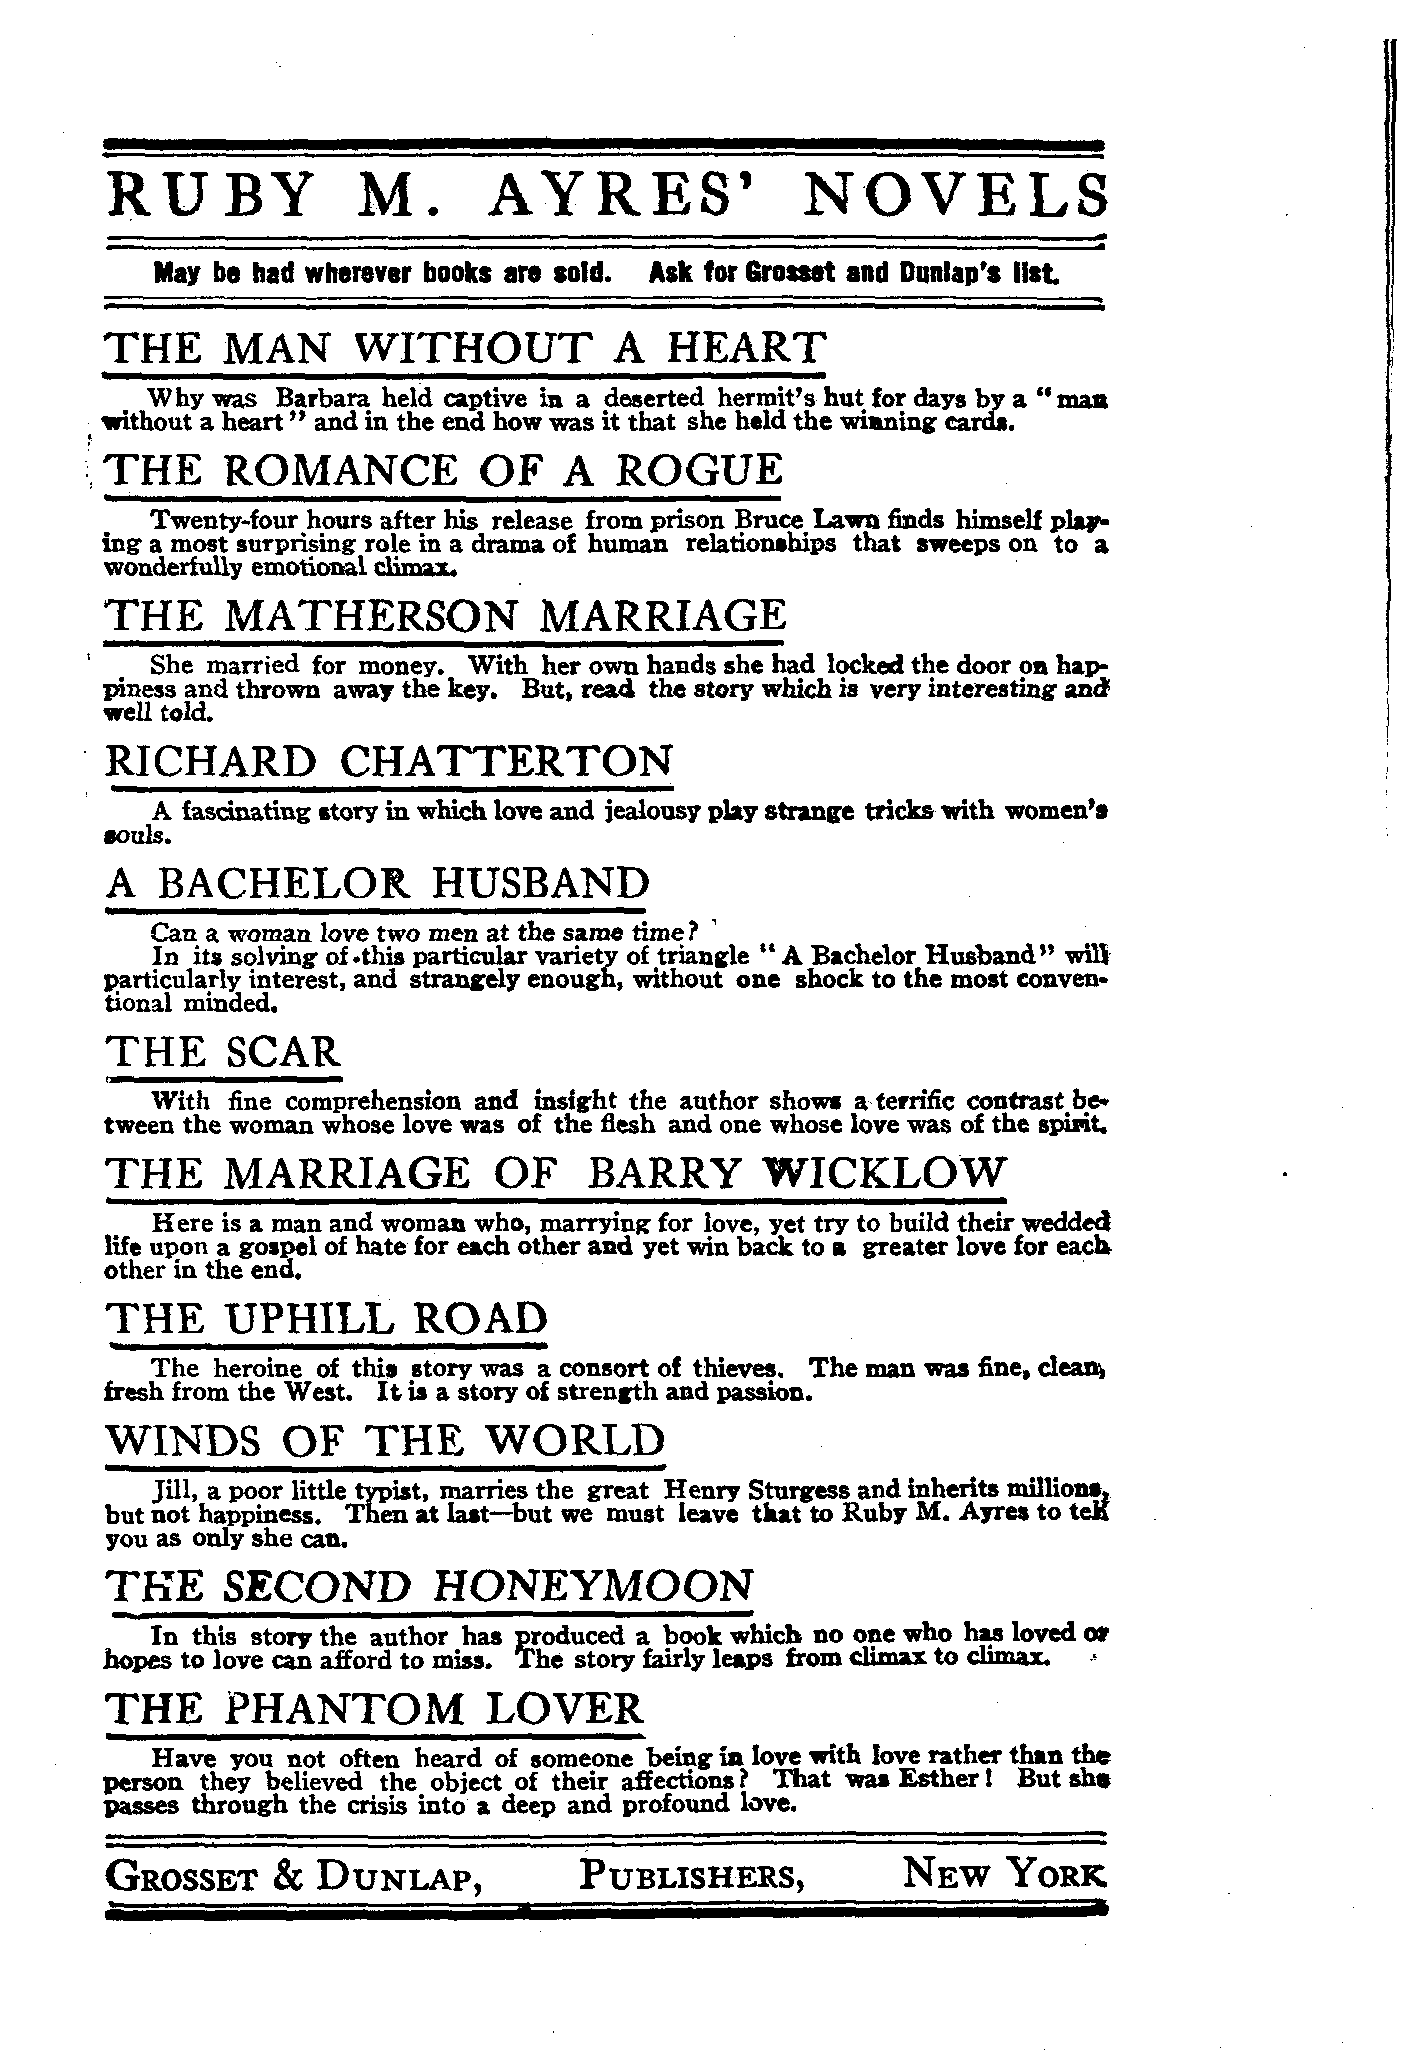 RUBY M. AYRES' NOVELS
May be had wherever books are sold. Ask for Grosset and Dunlap's list.
THE MAN WITHOUT A HEART
Why was Barbara held captive in a deserted hermit's hut for days by a "man
without a heart" and in the end how was it that she held the winning cards.
THE ROMANCE OF A ROGUE
Twenty-four hours after his release from prison Bruce Lawn finds himself play-
ing a most surprising role in a drama of human relationships that sweeps on to a
wonderfully emotional climax.
THE MATHERSON MARRIAGE
She married for money. With her own hands she had locked the door on hap-
piness and thrown away the key. But, read the story which is very interesting and
well told.
RICHARD CHATTERTON
A fascinating story in which love and jealousy play strange tricks with women's
souls.
A BACHELOR HUSBAND
Can a woman love two men at the same time?
In its solving of this particular variety of triangle "A Bachelor Husband" will
particularly interest, and strangely enough, without one shock to the most conven-
tional minded.
THE SCAR
With fine comprehension and insight the author shows a terrific contrast be-
tween the woman whose love was of the flesh and one whose love was of the spirit.
THE MARRIAGE OF BARRY WICKLOW
Here is a man and woman who, marrying for love, yet try to build their wedded
life upon a gospel of hate for each other and yet win back to a greater love for each
other in the end.
THE UPHILL ROAD
The heroine of this story was a consort of thieves. The man was fine, clean,
fresh from the West. It is a story of strength and passion.
WINDS OF THE WORLD
Jill, a poor little typist, marries the great Henry Sturgess and inherits millions,
but not happiness. Then at last—but we must leave that to Ruby M. Ayres to tell
you as only she can.
THE SECOND HONEYMOON
In this story the author has produced a book which no one who has loved or
hopes to love can afford to miss. The story fairly leaps from climax to climax.
THE PHANTOM LOVER
Have you not often heard of someone being in love with love rather than the
person they believed the object of their affections? That was Esther! But she
passes through the crisis into a deep and profound love.
GROSSET & DUNLAP, PUBLISHERS, NEW YORK